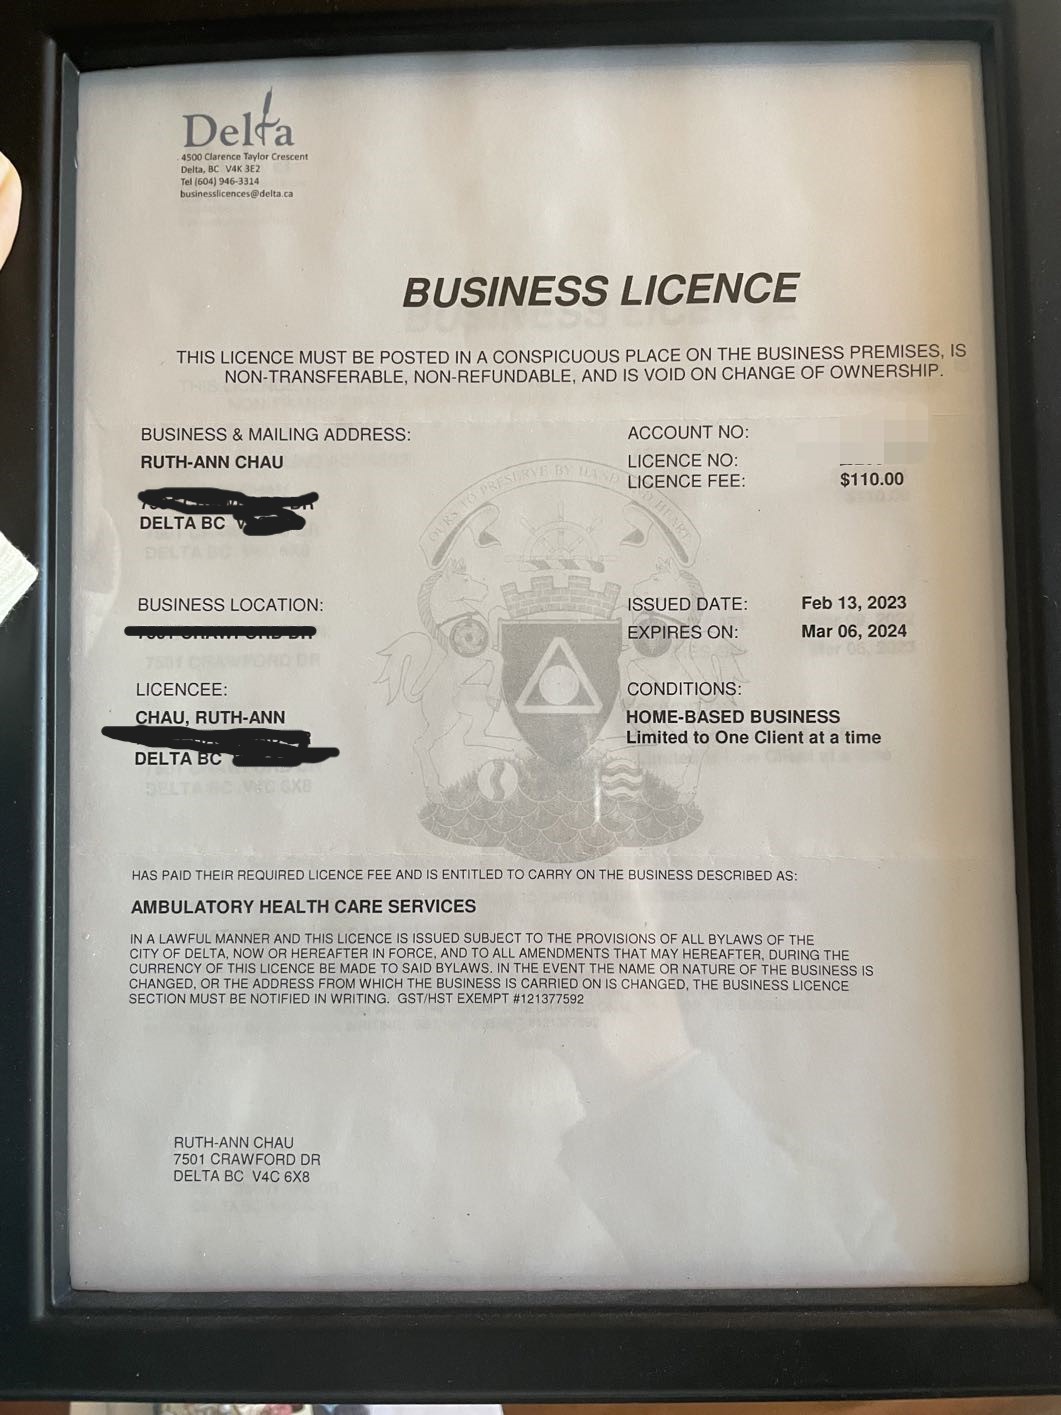 Delta
4500 Clarence Taylor Crescent
Delta, BC V4K 3E2
Tel (604) 946-3314
businesslicences@delta.ca
BUSINESS LICENCE
THIS LICENCE MUST BE POSTED IN A CONSPICUOUS PLACE ON THE BUSINESS PREMISES, IS
NON-TRANSFERABLE, NON-REFUNDABLE, AND IS VOID ON CHANGE OF OWNERSHIP.
BUSINESS & MAILING ADDRESS:
RUTH-ANN CHAU
DELTA BC
ACCOUNT NO:
LICENCE NO:
LICENCE FEE: $110.00
OURS TO PRESERVE BY HAND AND HEART
BUSINESS LOCATION:
ISSUED DATE: Feb 13, 2023
EXPIRES ON: Mar 06, 2024
LICENCEE:
CHAU, RUTH-ANN
DELTA BC
CONDITIONS:
HOME-BASED BUSINESS
Limited to One Client at a time
HAS PAID THEIR REQUIRED LICENCE FEE AND IS ENTITLED TO CARRY ON THE BUSINESS DESCRIBED AS:
AMBULATORY HEALTH CARE SERVICES
IN A LAWFUL MANNER AND THIS LICENCE IS ISSUED SUBJECT TO THE PROVISIONS OF ALL BYLAWS OF THE
CITY OF DELTA, NOW OR HEREAFTER IN FORCE, AND TO ALL AMENDMENTS THAT MAY HEREAFTER, DURING THE
CURRENCY OF THIS LICENCE BE MADE TO SAID BYLAWS. IN THE EVENT THE NAME OR NATURE OF THE BUSINESS IS
CHANGED, OR THE ADDRESS FROM WHICH THE BUSINESS IS CARRIED ON IS CHANGED, THE BUSINESS LICENCE
SECTION MUST BE NOTIFIED IN WRITING. GST/HST EXEMPT #121377592
RUTH-ANN CHAU
7501 CRAWFORD DR
DELTA BC V4C 6X8